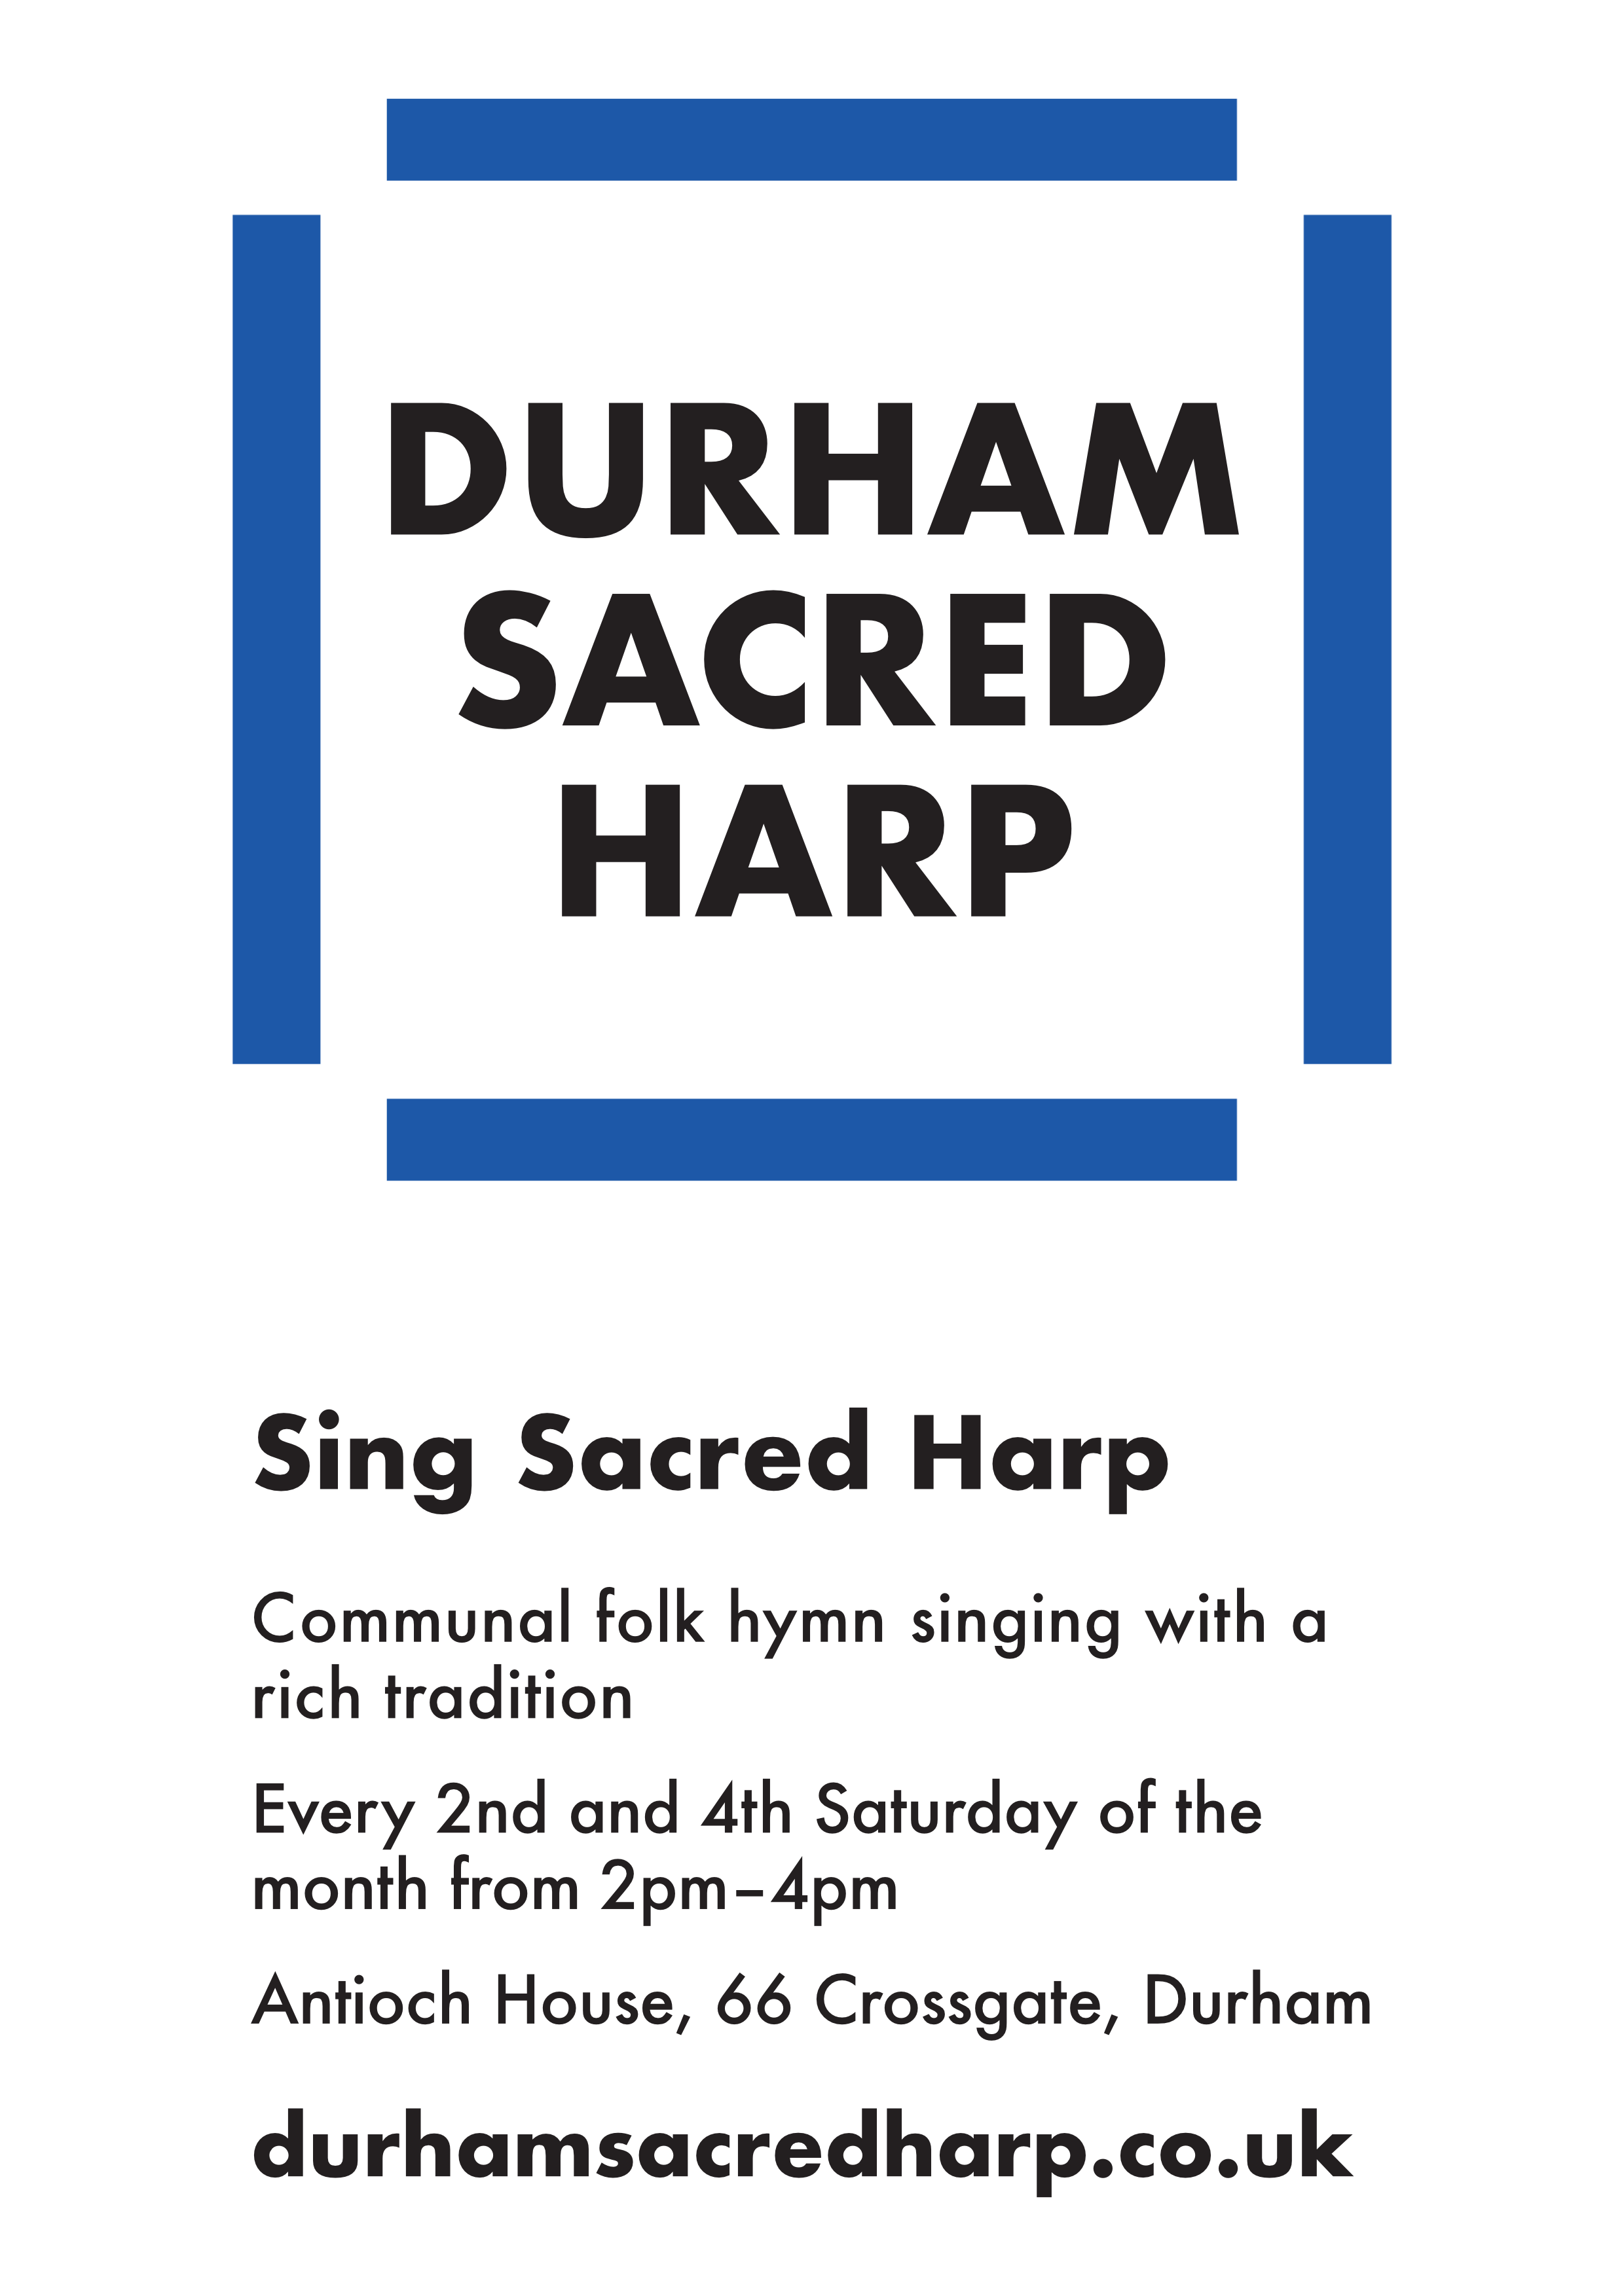 DURHAM
SACRED
HARP
Sing Sacred Harp
Communal folk hymn singing with a
rich tradition
Every 2nd and 4th Saturday of the
month from 2pm–4pm
Antioch House, 66 Crossgate, Durham
durhamsacredharp.co.uk